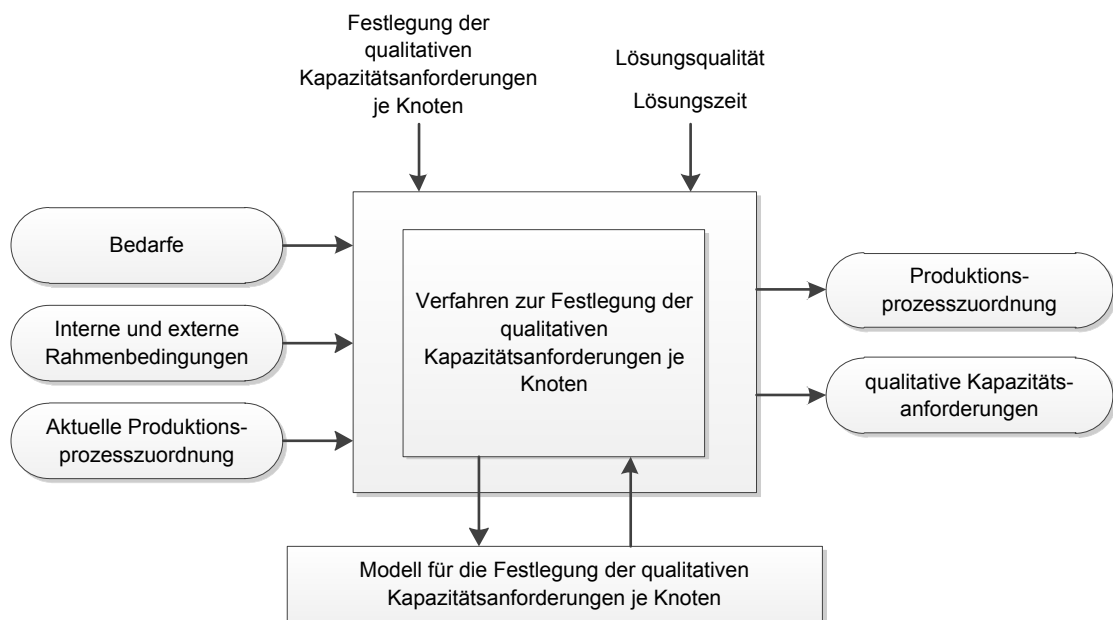 Festlegung der
qualitativen
Kapazitätsanforderungen
je Knoten
Lösungsqualität
Lösungszeit
Bedarfe
Interne und externe
Rahmenbedingungen
Aktuelle Produktions-
prozesszuordnung
Verfahren zur Festlegung der
qualitativen
Kapazitätsanforderungen je
Knoten
Produktions-
prozesszuordnung
qualitative Kapazitäts-
anforderungen
Modell für die Festlegung der qualitativen
Kapazitätsanforderungen je Knoten